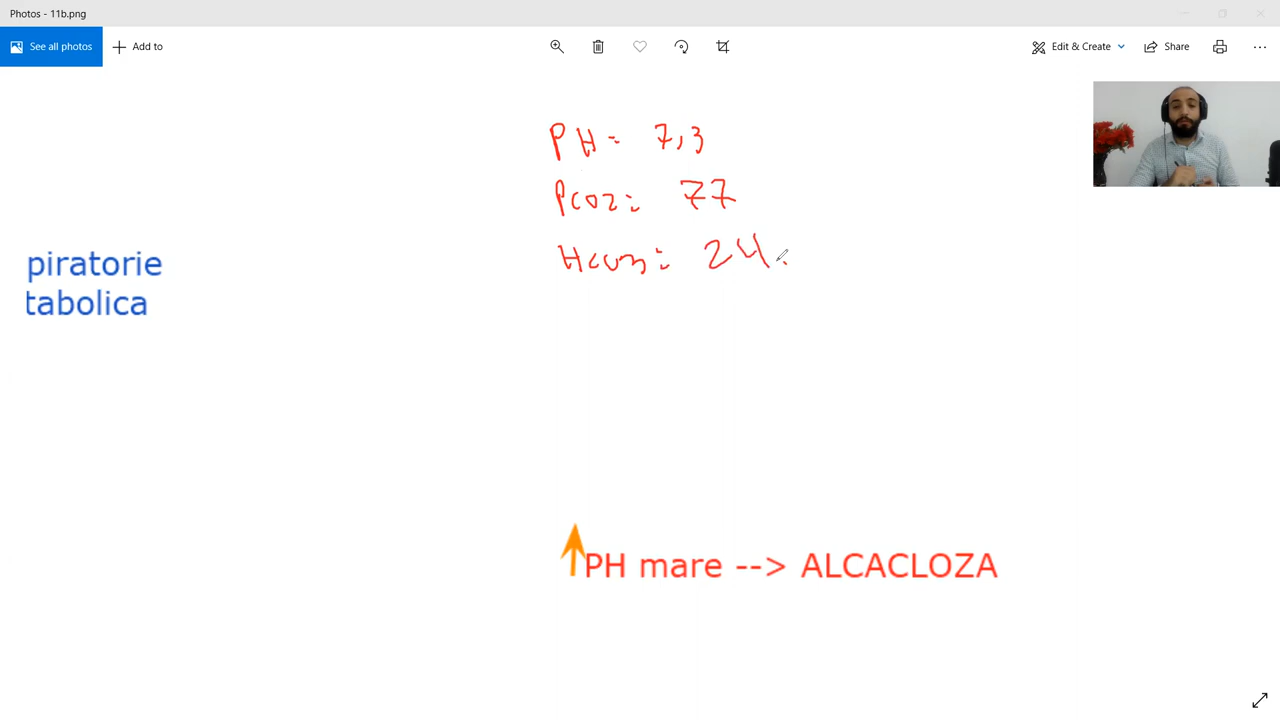 Photos - 11b.png
See all photos
Add to
Edit & Create
Share
PH = 7,3
PCO2 = 77
HCO3 = 24
piratorie
tabolica
PH mare --> ALCACLOZA